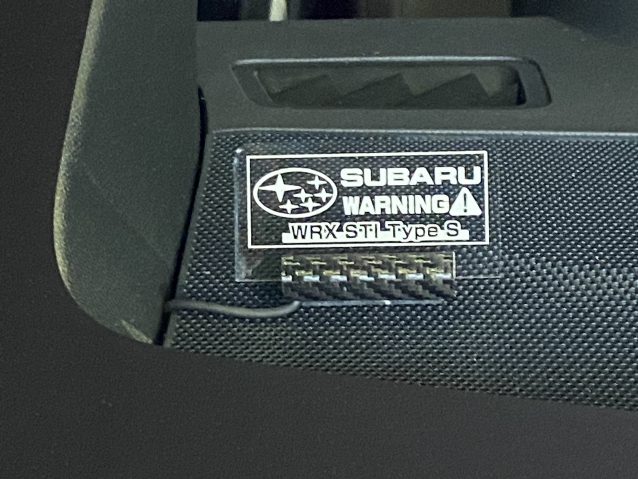 SUBARU
WARNING
WRX STI Type S